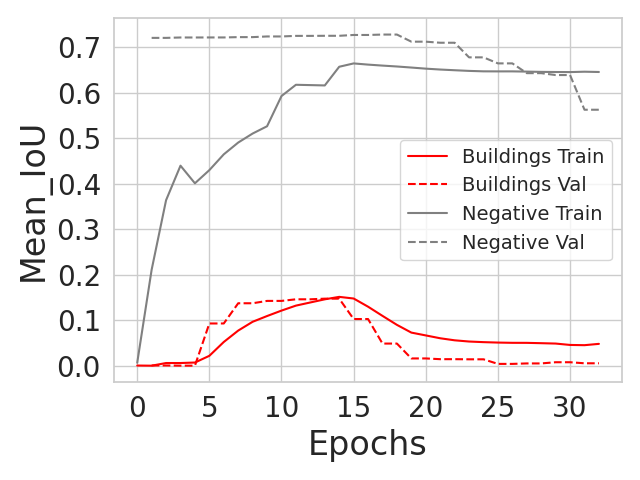 Mean_IoU
0.7
0.6
0.5
0.4
0.3
0.2
0.1
0.0
Buildings Train
Buildings Val
Negative Train
Negative Val
0 5 10 15 20 25 30
Epochs